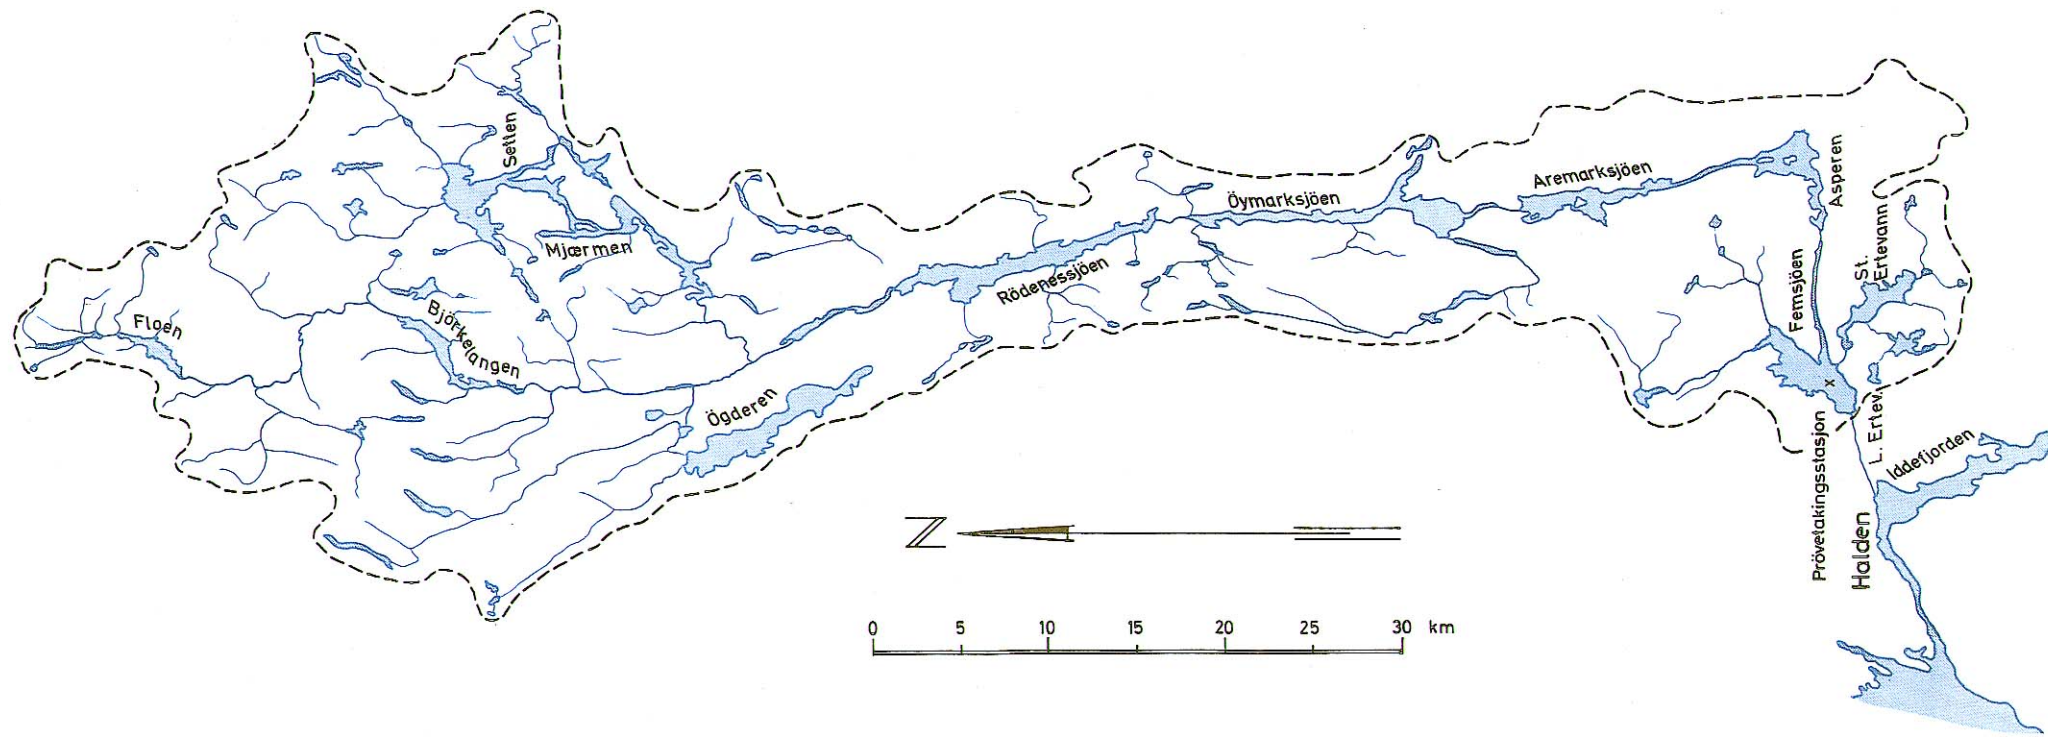 Setten
Mjærmen
Floen
Björkelangen
Ögderen
Rödenessjöen
Öymarksjöen
Aremarksjöen
Asperen
Femsjöen
St.
Ertevann
L. Ertev.
Iddefjorden
Prövetakingsstasjon
x
Halden
N
0 5 10 15 20 25 30 km